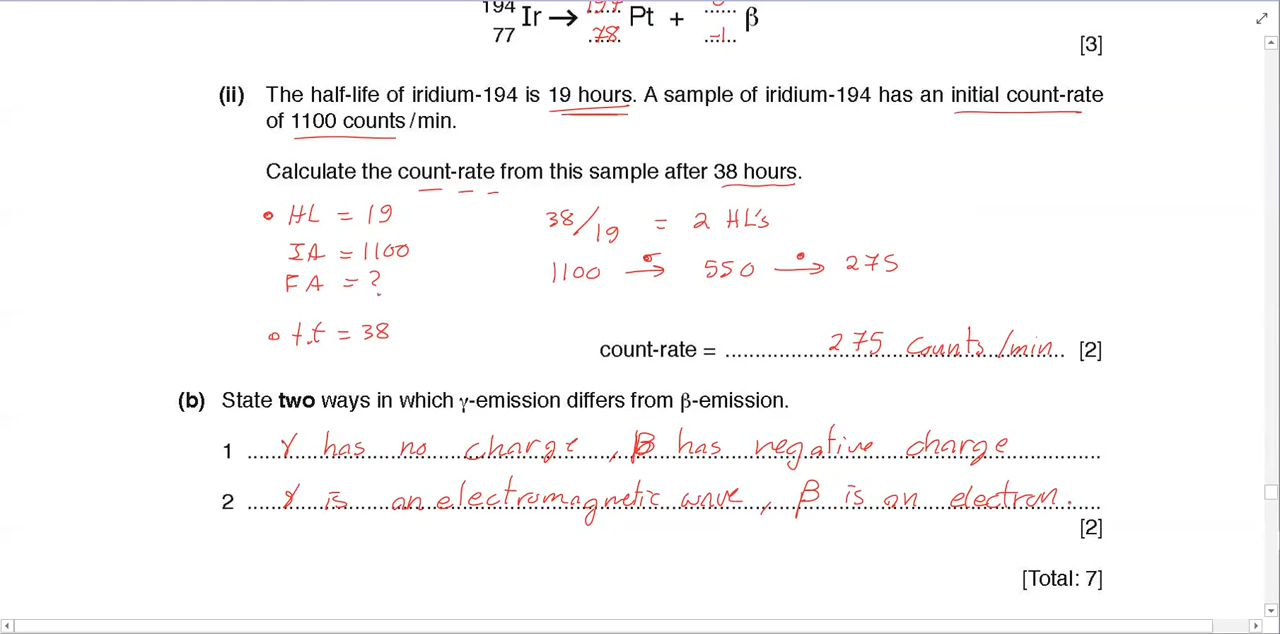 194 Ir → 194 Pt + 0 β
77 78 -1
[3]
(ii) The half-life of iridium-194 is 19 hours. A sample of iridium-194 has an initial count-rate
of 1100 counts/min.
Calculate the count-rate from this sample after 38 hours.
• HL = 19 38/19 = 2 HL's
IA = 1100
1100 → 550 → 275
FA = ?
• t.t = 38
count-rate = 275 counts/min [2]
(b) State two ways in which γ-emission differs from β-emission.
1 γ has no charge, β has negative charge
2 γ is an electromagnetic wave, β is an electron.
[2]
[Total: 7]